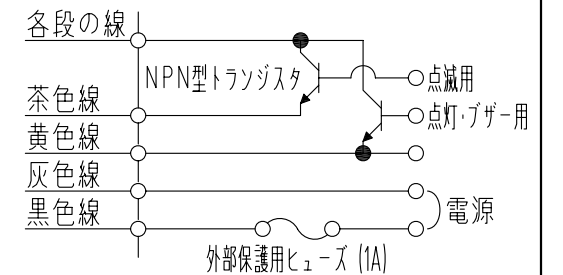 各段の線
NPN型トランジスタ
点滅用
茶色線
点灯･ブザー用
黄色線
灰色線
電源
黒色線
外部保護用ヒューズ (1A)